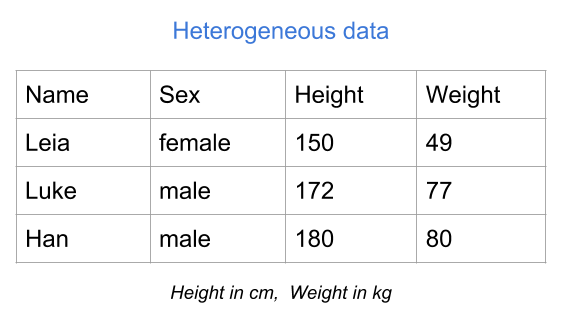 Heterogeneous data
Name Sex Height Weight
Leia female 150 49
Luke male 172 77
Han male 180 80
Height in cm, Weight in kg